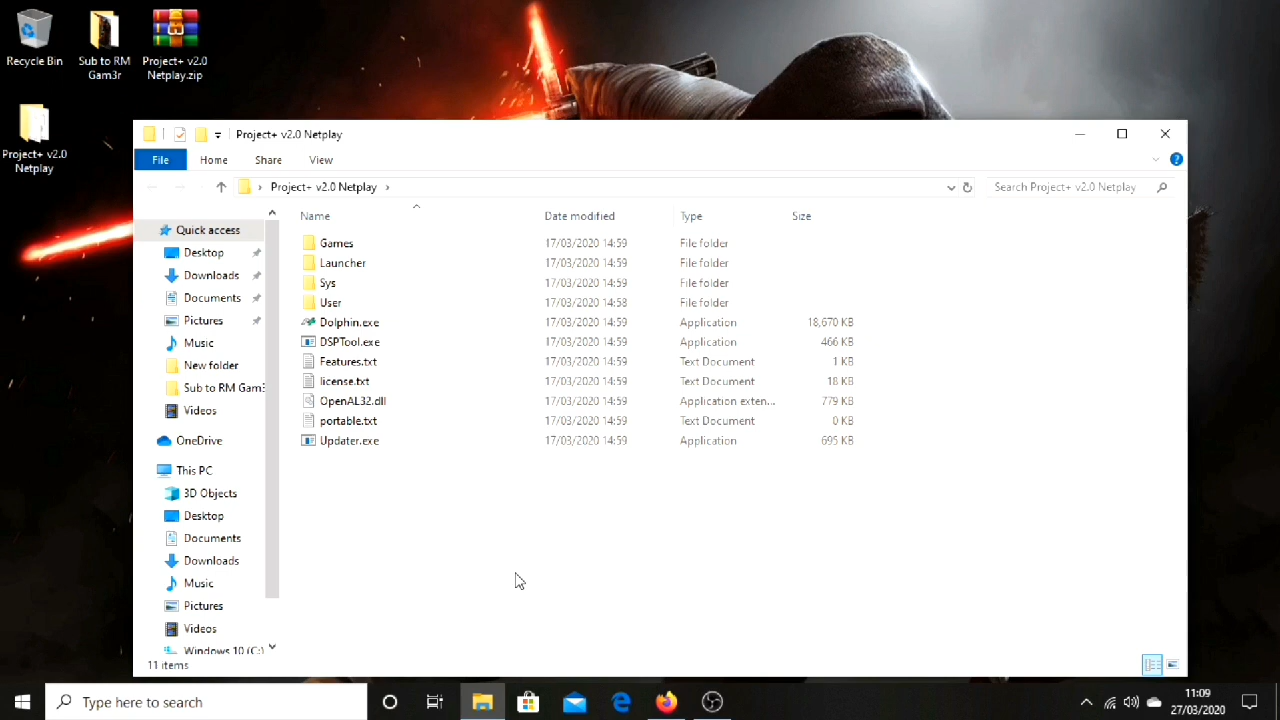 Recycle Bin
Sub to RM
Gam3r
Project+ v2.0
Netplay.zip
Project+ v2.0
Netplay
Project+ v2.0 Netplay
File Home Share View
Project+ v2.0 Netplay
Search Project+ v2.0 Netplay
Name Date modified Type Size
Quick access
Desktop
Downloads
Documents
Pictures
Music
New folder
Sub to RM Gam3
Videos
OneDrive
This PC
3D Objects
Desktop
Documents
Downloads
Music
Pictures
Videos
Windows 10 (C:)
Games 17/03/2020 14:59 File folder
Launcher 17/03/2020 14:59 File folder
Sys 17/03/2020 14:59 File folder
User 17/03/2020 14:58 File folder
Dolphin.exe 17/03/2020 14:59 Application 18,670 KB
DSPTool.exe 17/03/2020 14:59 Application 466 KB
Features.txt 17/03/2020 14:59 Text Document 1 KB
license.txt 17/03/2020 14:59 Text Document 18 KB
OpenAL32.dll 17/03/2020 14:59 Application exten... 779 KB
portable.txt 17/03/2020 14:59 Text Document 0 KB
Updater.exe 17/03/2020 14:59 Application 695 KB
11 items
Type here to search
11:09
27/03/2020